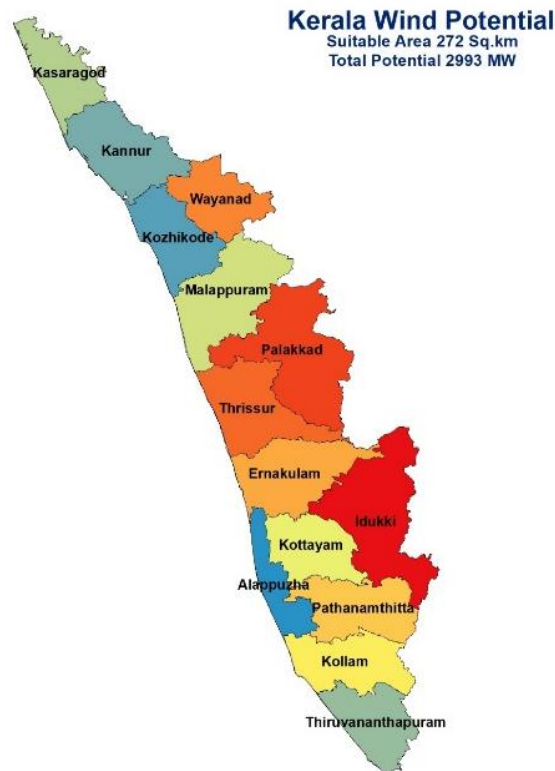 Kerala Wind Potential
Suitable Area 272 Sq.km
Total Potential 2993 MW
Kasaragod
Kannur
Wayanad
Kozhikode
Malappuram
Palakkad
Thrissur
Ernakulam
Idukki
Kottayam
Alappuzha
Pathanamthitta
Kollam
Thiruvananthapuram